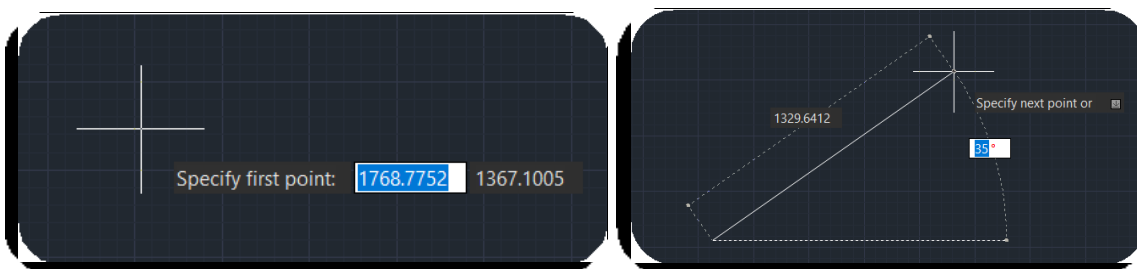 Specify first point: 1768.7752 1367.1005
Specify next point or
1329.6412
35°